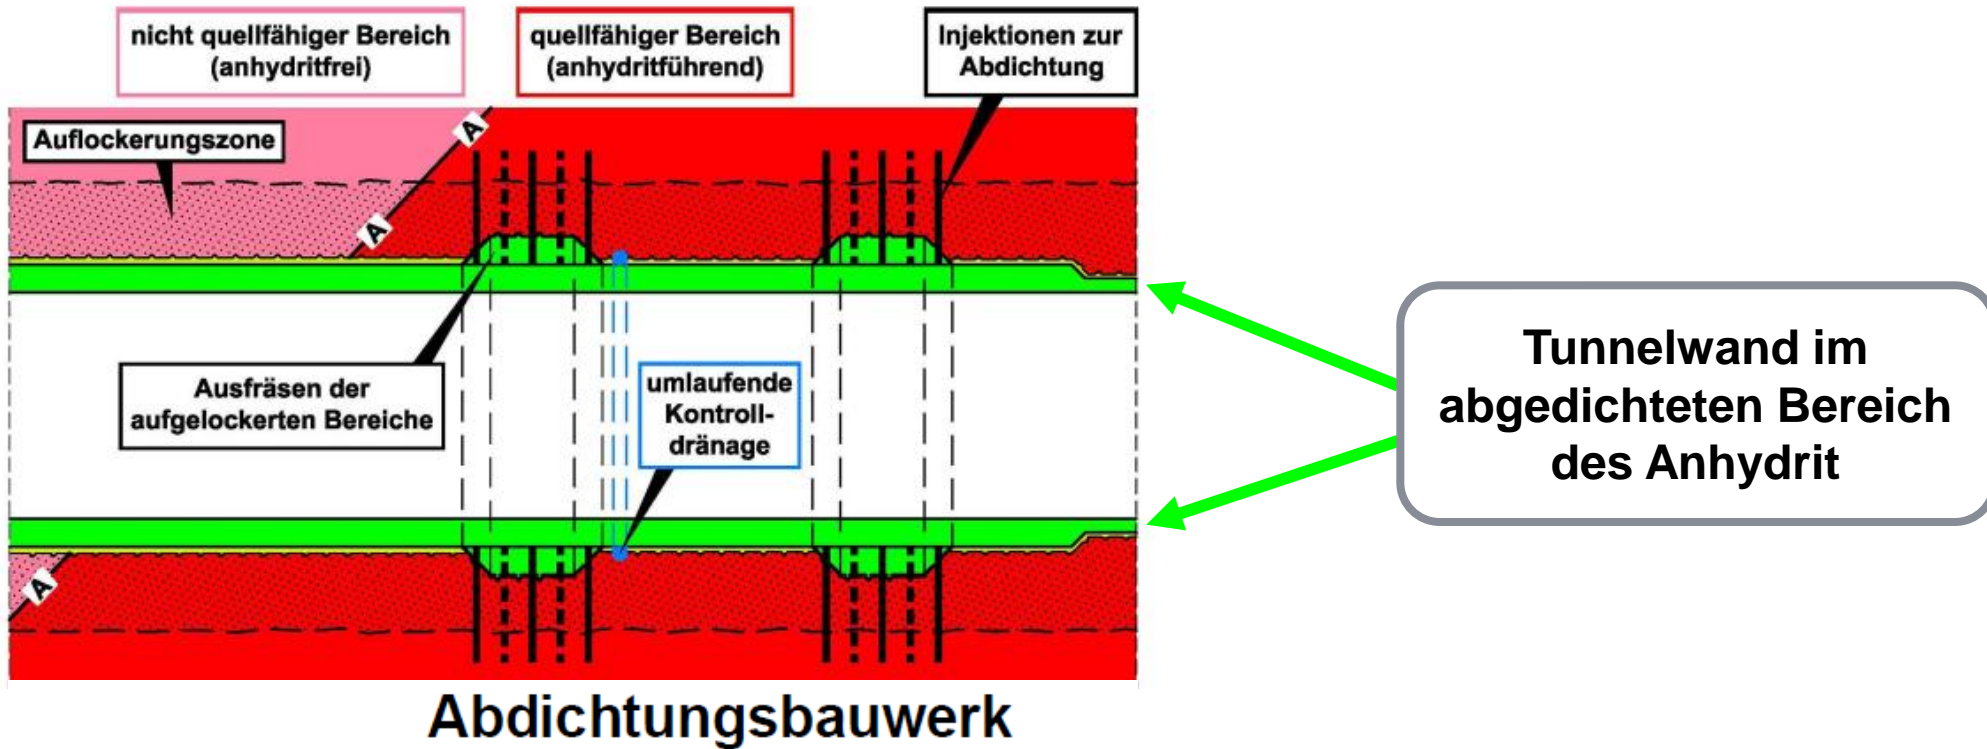 nicht quellfähiger Bereich
(anhydritfrei)
quellfähiger Bereich
(anhydritführend)
Injektionen zur
Abdichtung
Auflockerungszone
A
A
Ausfräsen der
aufgelockerten Bereiche
umlaufende
Kontroll-
dränage
Tunnelwand im
abgedichteten Bereich
des Anhydrit
A
Abdichtungsbauwerk